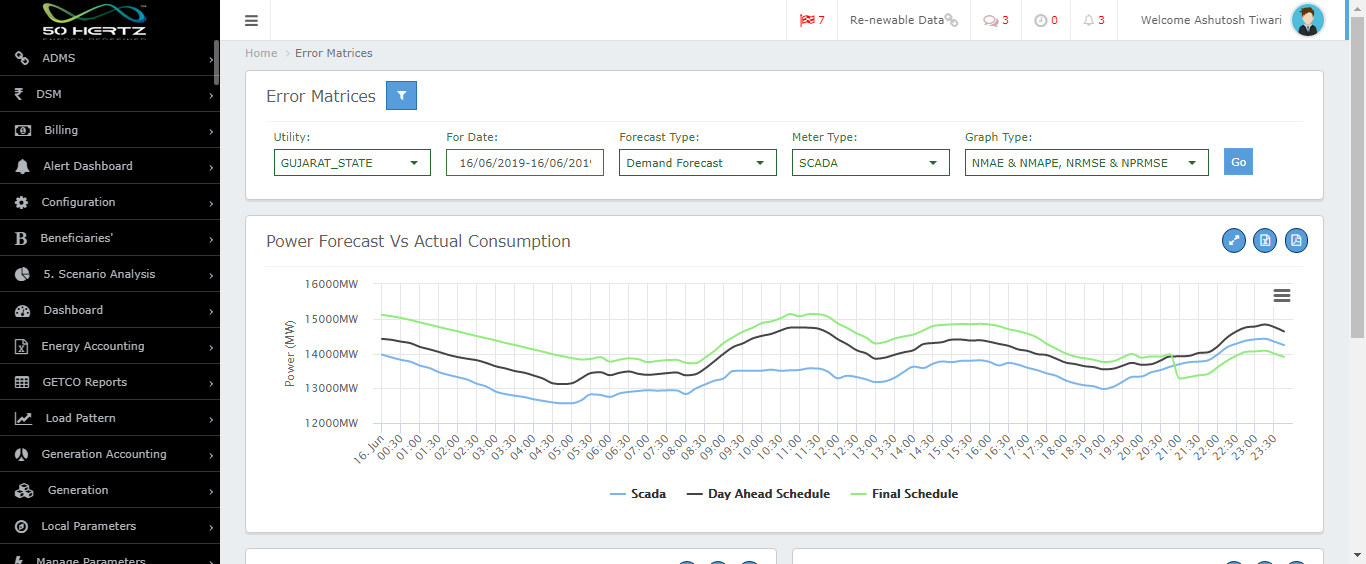 50 HERTZ
7
Re-newable Data
3
0
3
Welcome Ashutosh Tiwari
ADMS
DSM
Billing
Alert Dashboard
Configuration
Beneficiaries'
5. Scenario Analysis
Dashboard
Energy Accounting
GETCO Reports
Load Pattern
Generation Accounting
Generation
Local Parameters
Manage Parameters
Home > Error Matrices
Error Matrices
Utility:
For Date:
Forecast Type:
Meter Type:
Graph Type:
GUJARAT_STATE
16/06/2019-16/06/201
Demand Forecast
SCADA
NMAE & NMAPE, NRMSE & NPRMSE
Go
Power Forecast Vs Actual Consumption
Power (MW)
16000MW
15000MW
14000MW
13000MW
12000MW
16. Jun 00:30 01:00 01:30 02:00 02:30 03:00 03:30 04:00 04:30 05:00 05:30 06:00 06:30 07:00 07:30 08:00 08:30 09:00 09:30 10:00 10:30 11:00 11:30 12:00 12:30 13:00 13:30 14:00 14:30 15:00 15:30 16:00 16:30 17:00 17:30 18:00 18:30 19:00 19:30 20:00 20:30 21:00 21:30 22:00 22:30 23:00 23:30
Scada Day Ahead Schedule Final Schedule